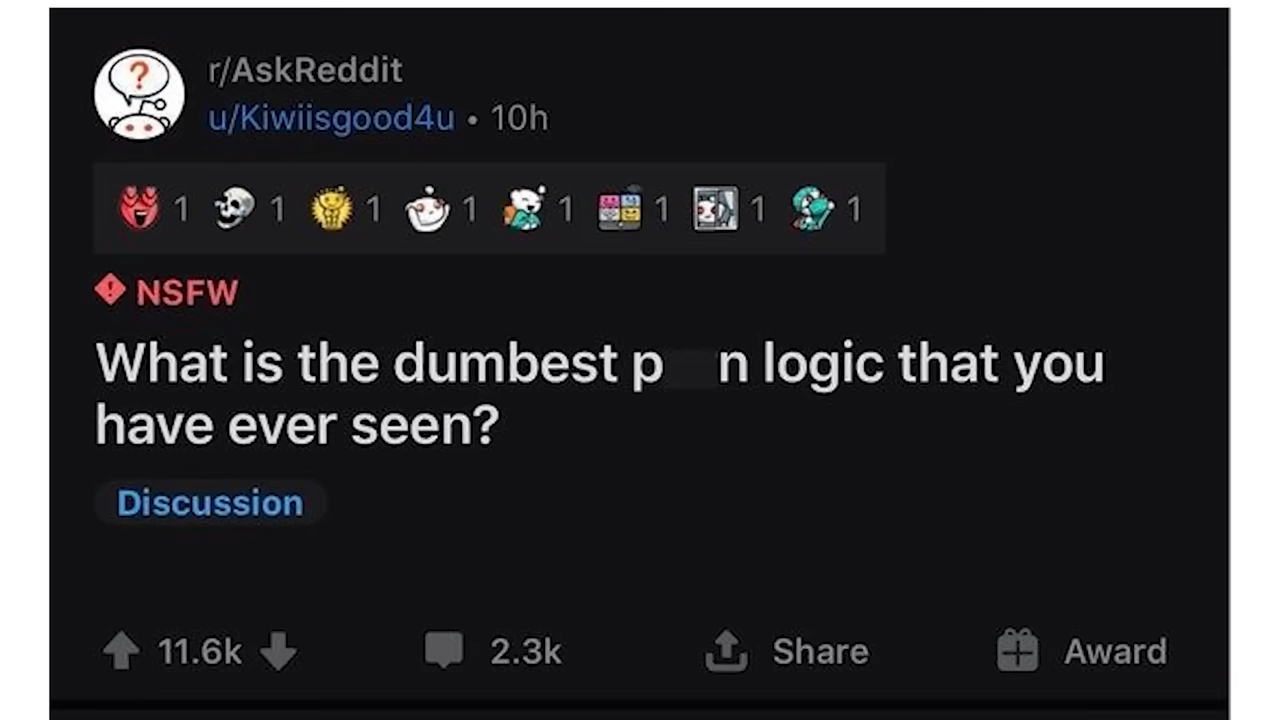 r/AskReddit
u/Kiwiisgood4u • 10h
1 1 1 1 1 1 1 1
NSFW
What is the dumbest p n logic that you
have ever seen?
Discussion
11.6k 2.3k Share Award